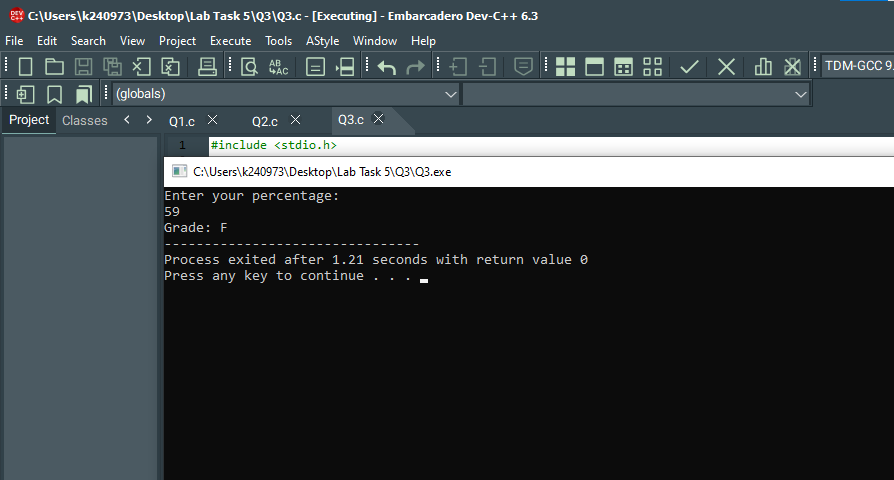 C:\Users\k240973\Desktop\Lab Task 5\Q3\Q3.c - [Executing] - Embarcadero Dev-C++ 6.3
File Edit Search View Project Execute Tools AStyle Window Help
TDM-GCC 9.
(globals)
Project Classes Q1.c Q2.c Q3.c
1 #include <stdio.h>
C:\Users\k240973\Desktop\Lab Task 5\Q3\Q3.exe
Enter your percentage:
59
Grade: F
--------------------------------
Process exited after 1.21 seconds with return value 0
Press any key to continue . . .